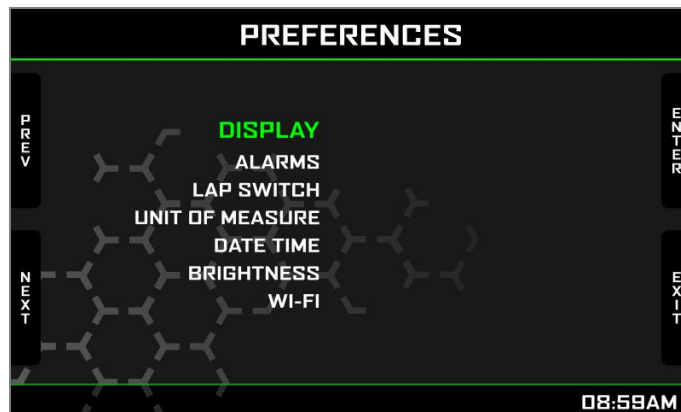 PREFERENCES
PREV
NEXT
DISPLAY
ALARMS
LAP SWITCH
UNIT OF MEASURE
DATE TIME
BRIGHTNESS
WI-FI
ENTER
EXIT
08:59AM